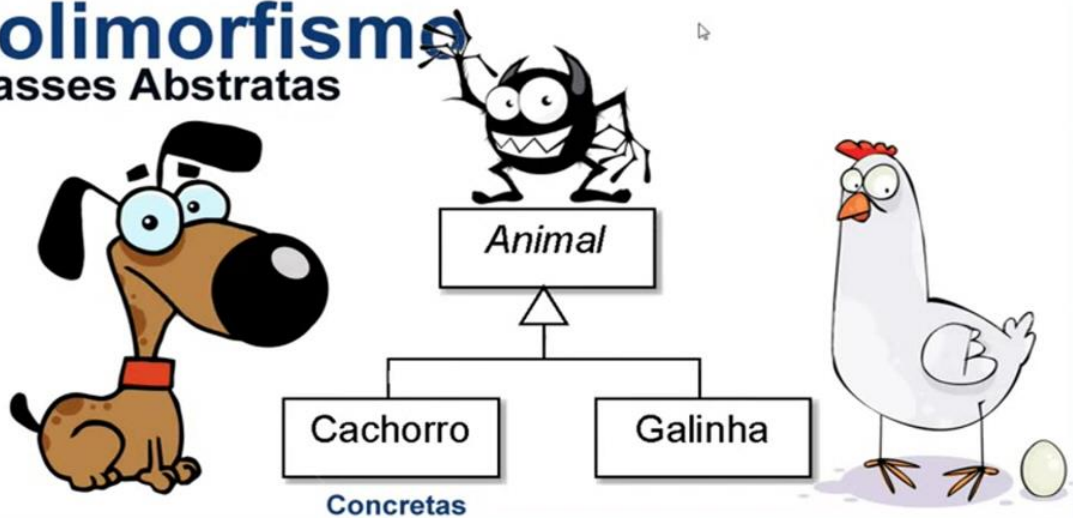 olimorfismo
asses Abstratas
Animal
Cachorro
Galinha
Concretas